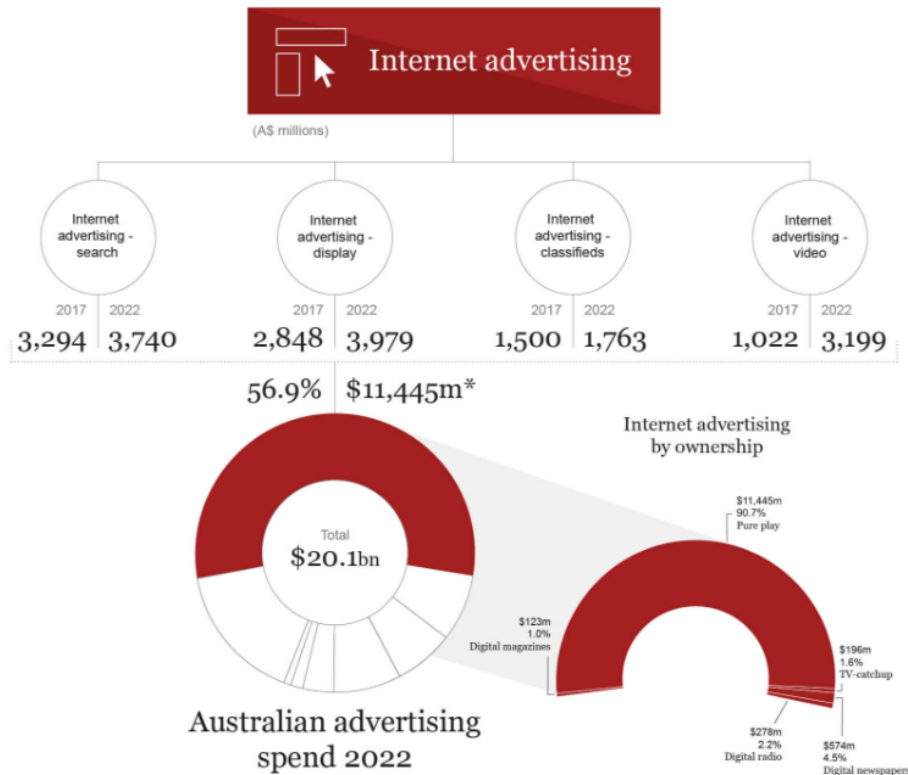 Internet advertising
(A$ millions)
Internet
advertising -
search
2017 2022
3,294 3,740
Internet
advertising -
display
2017 2022
2,848 3,979
Internet
advertising -
classifieds
2017 2022
1,500 1,763
Internet
advertising -
video
2017 2022
1,022 3,199
56.9% $11,445m*
Total
$20.1bn
Australian advertising
spend 2022
Internet advertising
by ownership
$11,445m
90.7%
Pure play
$123m
1.0%
Digital magazines
$196m
1.6%
TV-catchup
$278m
2.2%
Digital radio
$574m
4.5%
Digital newspapers